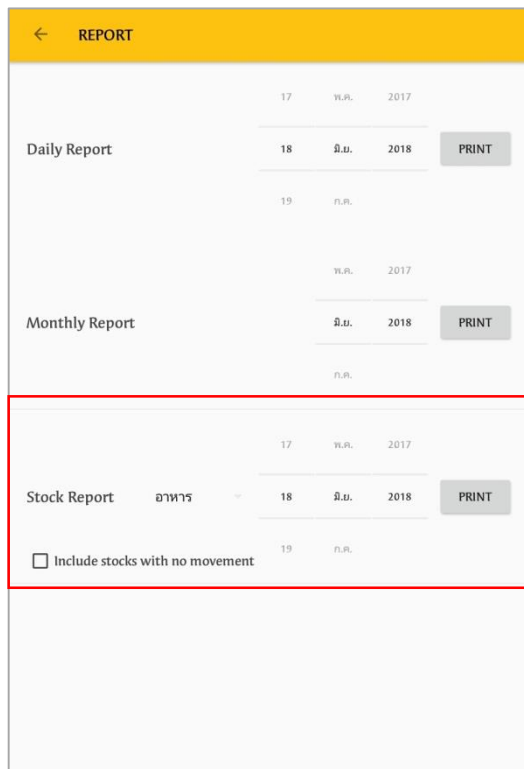 REPORT
17 พ.ค. 2017
Daily Report 18 มิ.ย. 2018 PRINT
19 ก.ค.
พ.ค. 2017
Monthly Report มิ.ย. 2018 PRINT
ก.ค.
17 พ.ค. 2017
Stock Report อาหาร 18 มิ.ย. 2018 PRINT
19 ก.ค.
Include stocks with no movement